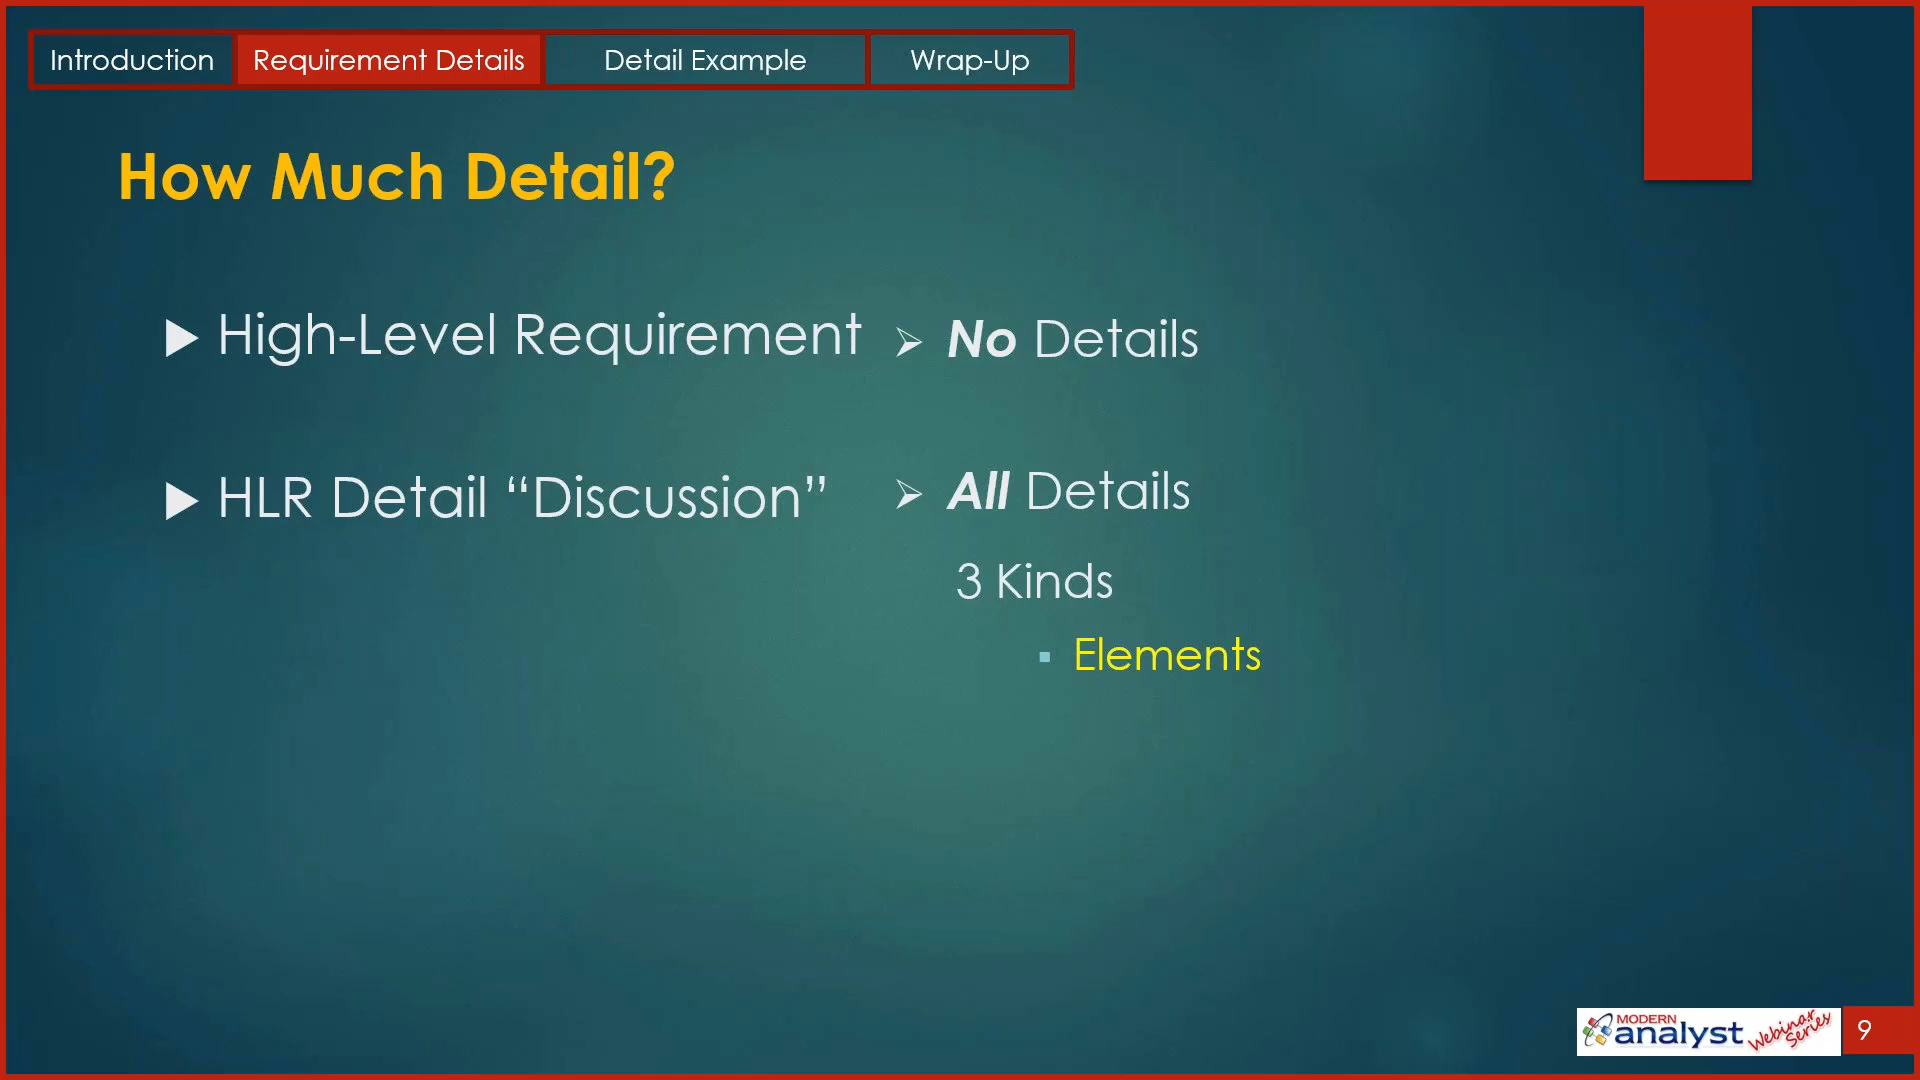 Introduction Requirement Details Detail Example Wrap-Up
How Much Detail?
High-Level Requirement
No Details
HLR Detail “Discussion”
All Details
3 Kinds
Elements
MODERN
analyst Webinar Series
9